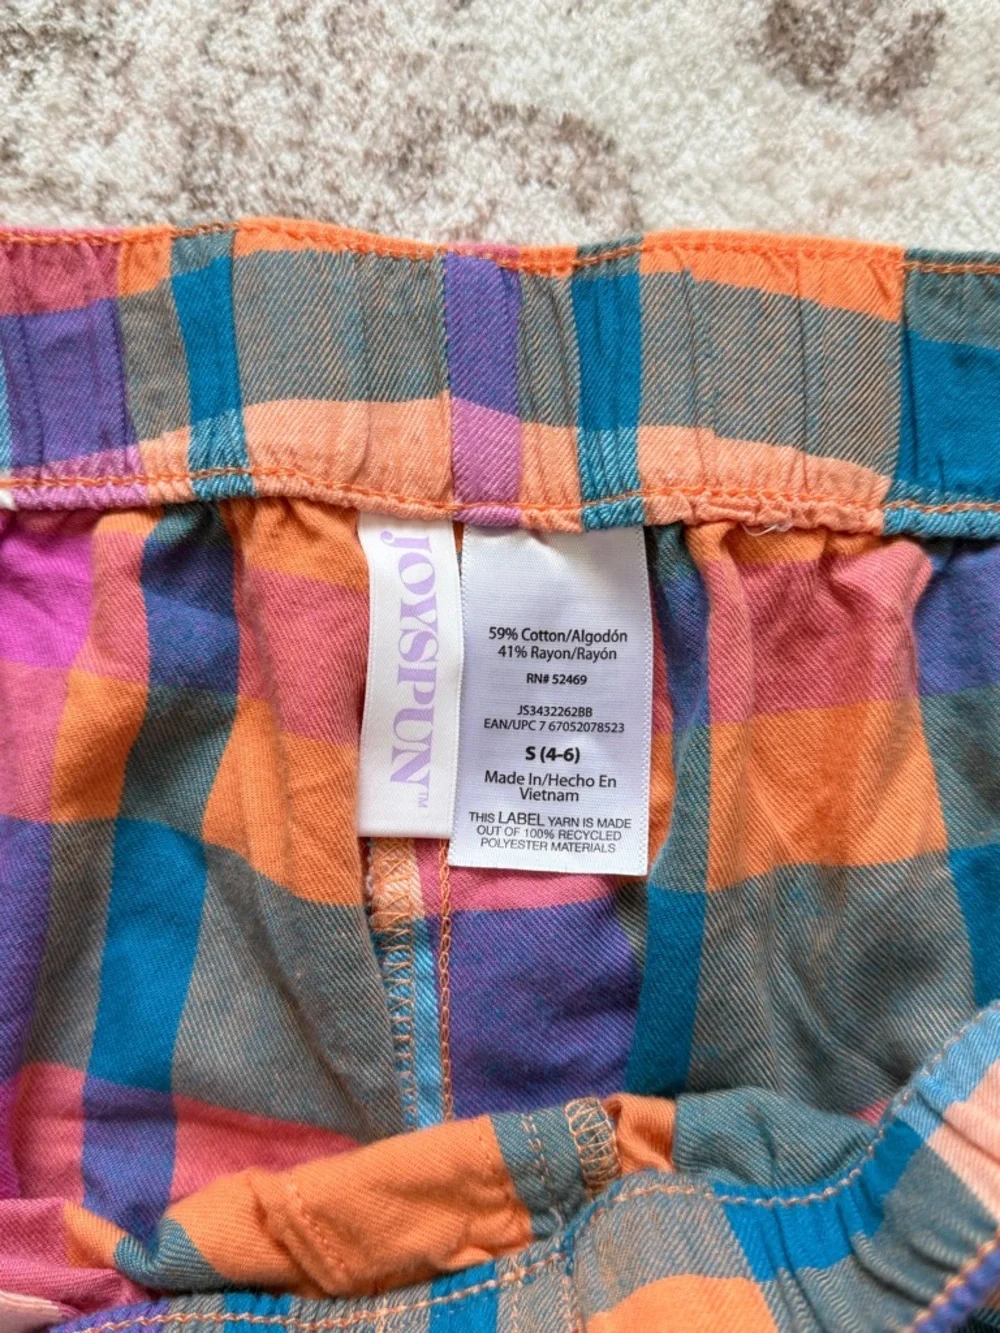 JOYSPUN™
59% Cotton/Algodón
41% Rayon/Rayón
RN# 52469
JS3432262BB
EAN/UPC 7 67052078523
S (4-6)
Made In/Hecho En
Vietnam
THIS LABEL YARN IS MADE
OUT OF 100% RECYCLED
POLYESTER MATERIALS